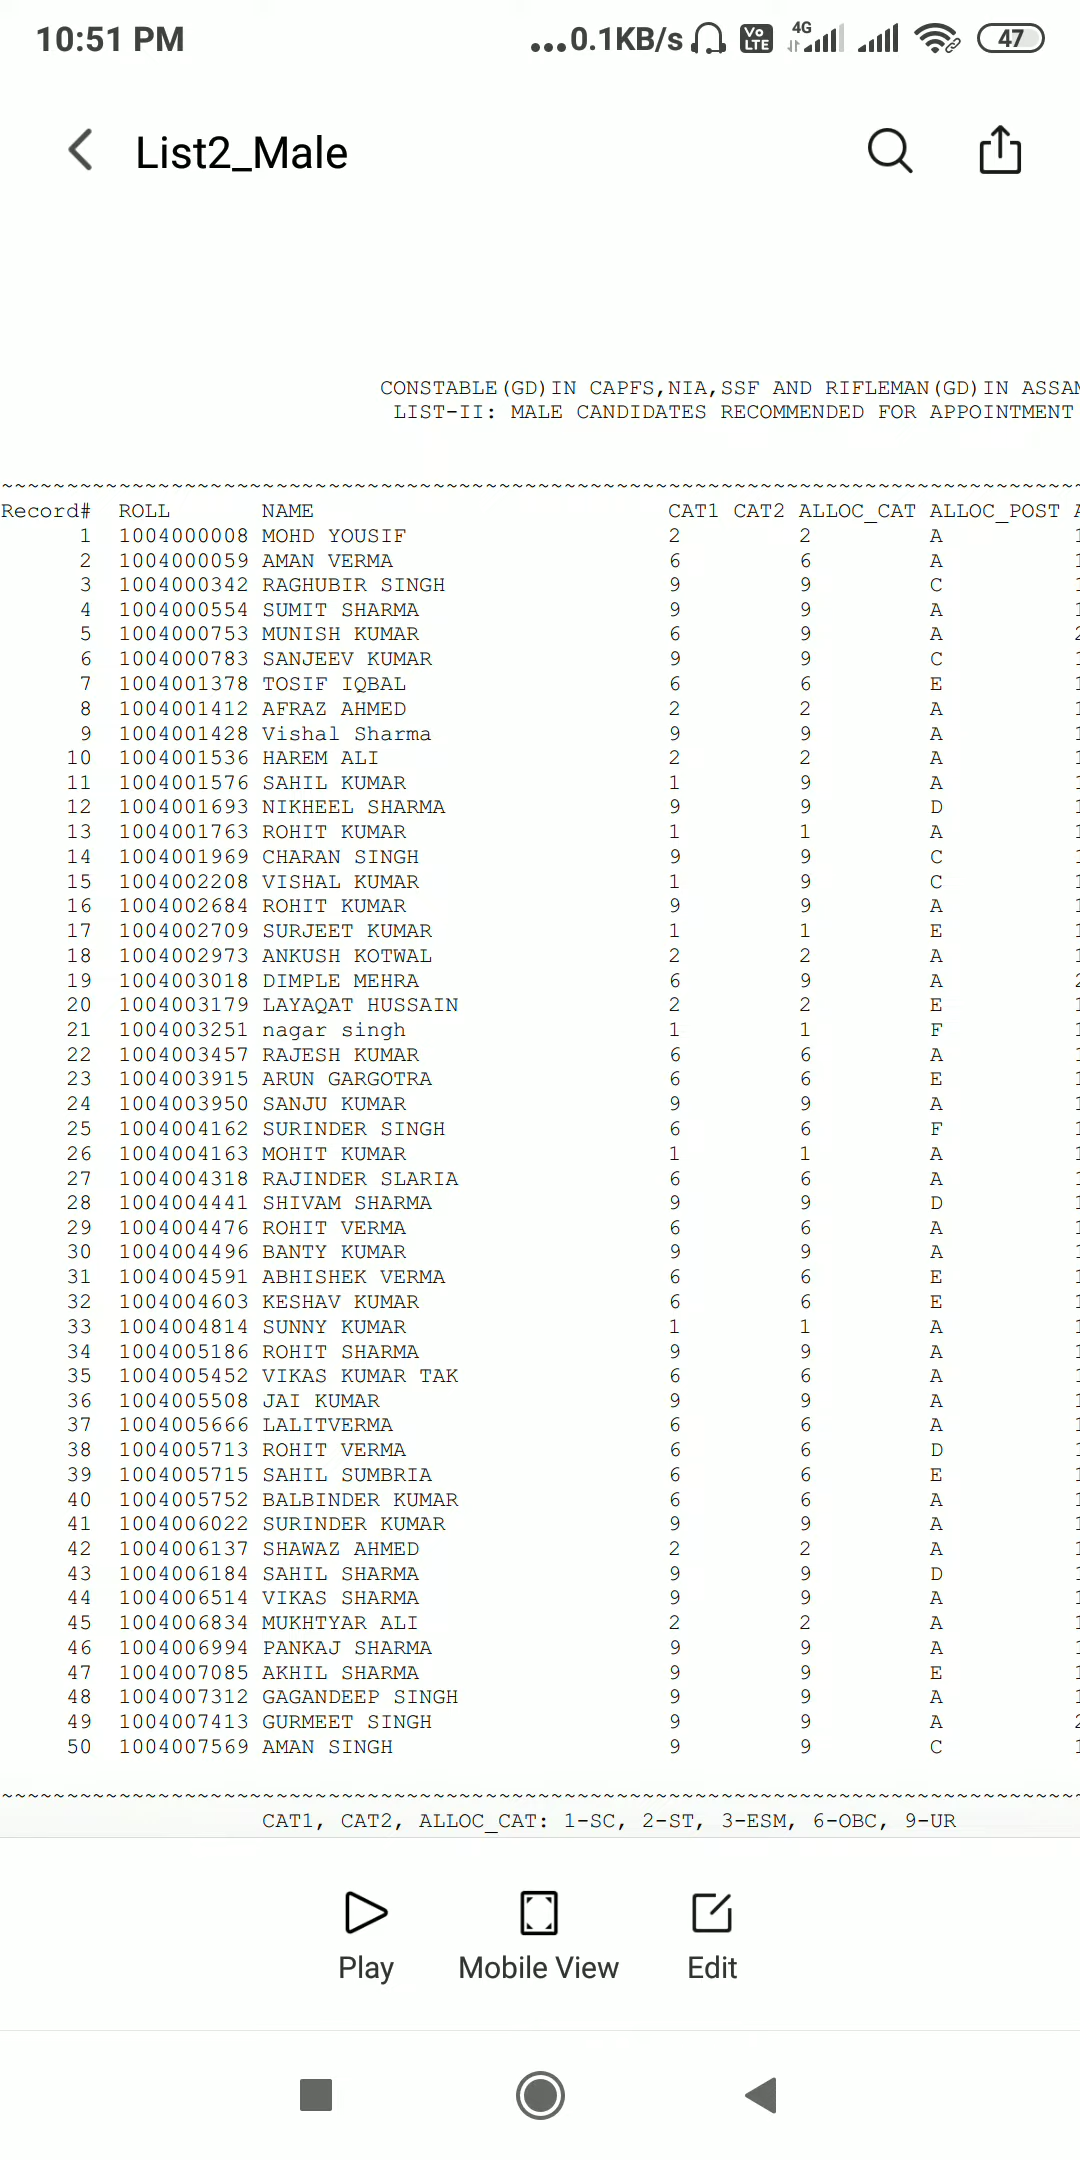 10:51 PM
...0.1KB/s Vo LTE 4G 47
List2_Male
CONSTABLE(GD)IN CAPFS,NIA,SSF AND RIFLEMAN(GD)IN
LIST-II: MALE CANDIDATES RECOMMENDED FOR APPOINTMENT
Record# ROLL NAME CAT1 CAT2 ALLOC_CAT ALLOC_POST
1 1004000008 MOHD YOUSIF 2 2 A
2 1004000059 AMAN VERMA 6 6 A
3 1004000342 RAGHUBIR SINGH 9 9 C
4 1004000554 SUMIT SHARMA 9 9 A
5 1004000753 MUNISH KUMAR 6 9 A
6 1004000783 SANJEEV KUMAR 9 9 C
7 1004001378 TOSIF IQBAL 6 6 E
8 1004001412 AFRAZ AHMED 2 2 A
9 1004001428 Vishal Sharma 9 9 A
10 1004001536 HAREM ALI 2 2 A
11 1004001576 SAHIL KUMAR 1 9 A
12 1004001693 NIKHEEL SHARMA 9 9 D
13 1004001763 ROHIT KUMAR 1 1 A
14 1004001969 CHARAN SINGH 9 9 C
15 1004002208 VISHAL KUMAR 1 9 C
16 1004002684 ROHIT KUMAR 9 9 A
17 1004002709 SURJEET KUMAR 1 1 E
18 1004002973 ANKUSH KOTWAL 2 2 A
19 1004003018 DIMPLE MEHRA 6 9 A
20 1004003179 LAYAQAT HUSSAIN 2 2 E
21 1004003251 nagar singh 1 1 F
22 1004003457 RAJESH KUMAR 6 6 A
23 1004003915 ARUN GARGOTRA 6 6 E
24 1004003950 SANJU KUMAR 9 9 A
25 1004004162 SURINDER SINGH 6 6 F
26 1004004163 MOHIT KUMAR 1 1 A
27 1004004318 RAJINDER SLARIA 6 6 A
28 1004004441 SHIVAM SHARMA 9 9 D
29 1004004476 ROHIT VERMA 6 6 A
30 1004004496 BANTY KUMAR 9 9 A
31 1004004591 ABHISHEK VERMA 6 6 E
32 1004004603 KESHAV KUMAR 6 6 E
33 1004004814 SUNNY KUMAR 1 1 A
34 1004005186 ROHIT SHARMA 9 9 A
35 1004005452 VIKAS KUMAR TAK 6 6 A
36 1004005508 JAI KUMAR 9 9 A
37 1004005666 LALITVERMA 6 6 A
38 1004005713 ROHIT VERMA 6 6 D
39 1004005715 SAHIL SUMBRIA 6 6 E
40 1004005752 BALBINDER KUMAR 6 6 A
41 1004006022 SURINDER KUMAR 9 9 A
42 1004006137 SHAWAZ AHMED 2 2 A
43 1004006184 SAHIL SHARMA 9 9 D
44 1004006514 VIKAS SHARMA 9 9 A
45 1004006834 MUKHTYAR ALI 2 2 A
46 1004006994 PANKAJ SHARMA 9 9 A
47 1004007085 AKHIL SHARMA 9 9 E
48 1004007312 GAGANDEEP SINGH 9 9 A
49 1004007413 GURMEET SINGH 9 9 A
50 1004007569 AMAN SINGH 9 9 C
CAT1, CAT2, ALLOC_CAT: 1-SC, 2-ST, 3-ESM, 6-OBC, 9-UR
Play Mobile View Edit